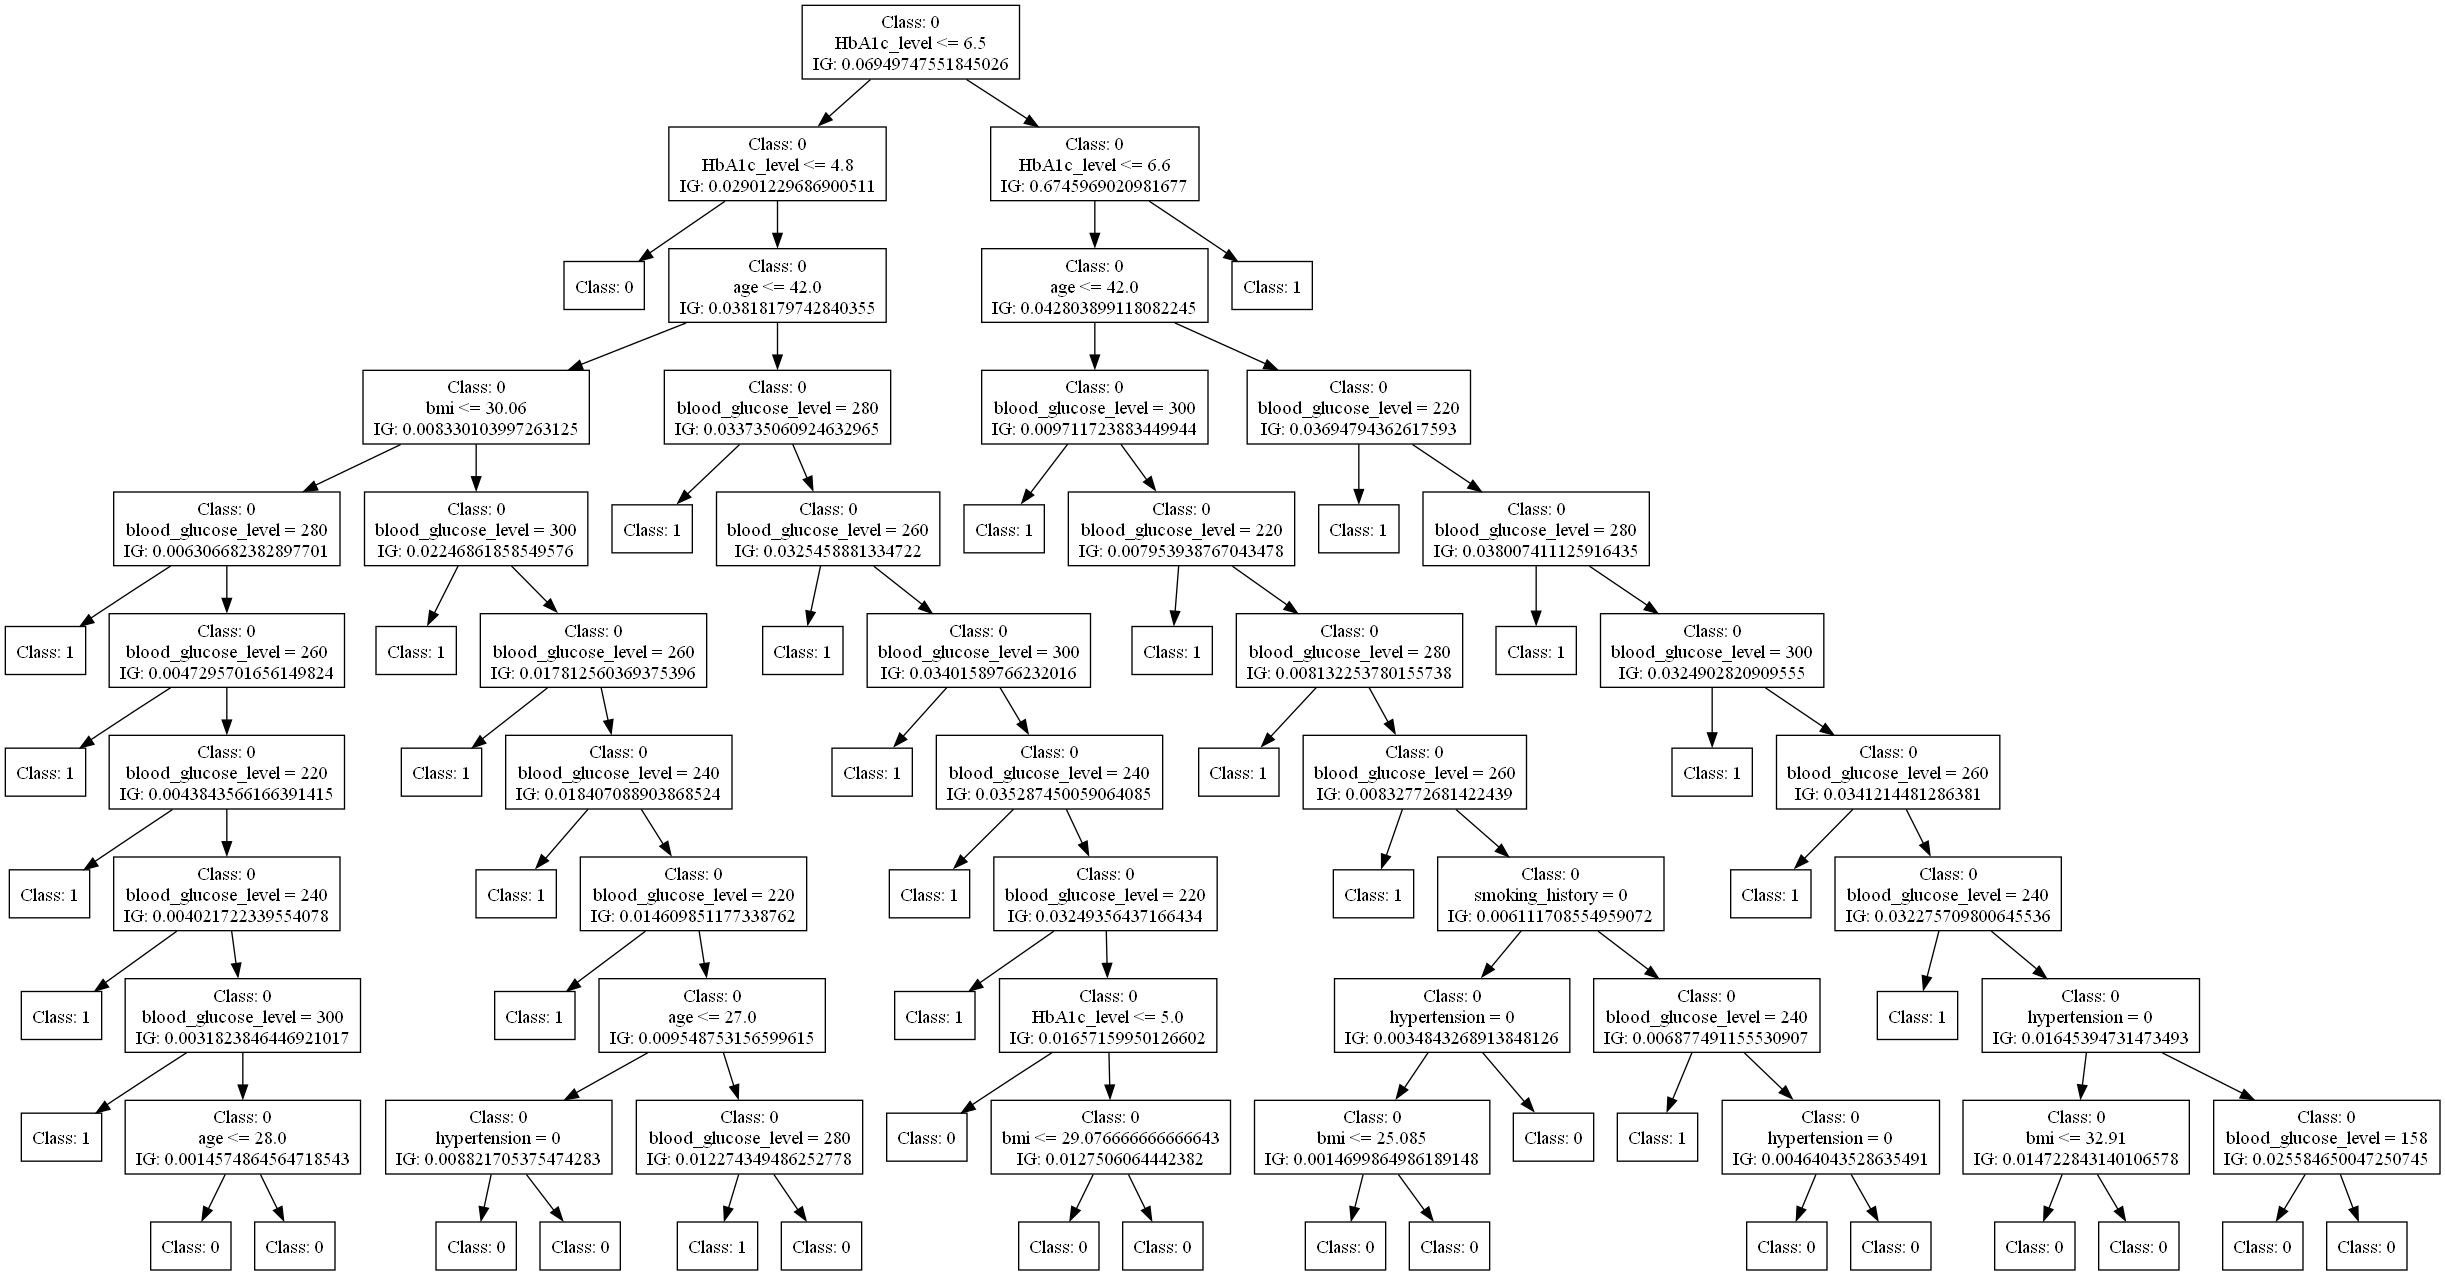 Class: 0
HbA1c_level <= 6.5
IG: 0.06949747551845026
Class: 0
HbA1c_level <= 4.8
IG: 0.02901229686900511
Class: 0
HbA1c_level <= 6.6
IG: 0.6745969020981677
Class: 0
Class: 0
age <= 42.0
IG: 0.03818179742840355
Class: 0
age <= 42.0
IG: 0.042803899118082245
Class: 1
Class: 0
bmi <= 30.06
IG: 0.008330103997263125
Class: 0
blood_glucose_level = 280
IG: 0.033735060924632965
Class: 0
blood_glucose_level = 300
IG: 0.009711723883449944
Class: 0
blood_glucose_level = 220
IG: 0.03694794362617593
Class: 0
blood_glucose_level = 280
IG: 0.006306682382897701
Class: 0
blood_glucose_level = 300
IG: 0.02246861858549576
Class: 1
Class: 0
blood_glucose_level = 260
IG: 0.0325458881334722
Class: 1
Class: 0
blood_glucose_level = 220
IG: 0.007953938767043478
Class: 1
Class: 0
blood_glucose_level = 280
IG: 0.038007411125916435
Class: 1
Class: 0
blood_glucose_level = 260
IG: 0.0047295701656149824
Class: 1
Class: 0
blood_glucose_level = 260
IG: 0.017812560369375396
Class: 1
Class: 0
blood_glucose_level = 300
IG: 0.03401589766232016
Class: 1
Class: 0
blood_glucose_level = 280
IG: 0.008132253780155738
Class: 1
Class: 0
blood_glucose_level = 300
IG: 0.0324902820909555
Class: 1
Class: 0
blood_glucose_level = 220
IG: 0.0043843566166391415
Class: 1
Class: 0
blood_glucose_level = 240
IG: 0.018407088903868524
Class: 1
Class: 0
blood_glucose_level = 240
IG: 0.035287450059064085
Class: 1
Class: 0
blood_glucose_level = 260
IG: 0.00832772681422439
Class: 1
Class: 0
blood_glucose_level = 260
IG: 0.0341214481286381
Class: 1
Class: 0
blood_glucose_level = 240
IG: 0.004021722339554078
Class: 1
Class: 0
blood_glucose_level = 220
IG: 0.014609851177338762
Class: 1
Class: 0
blood_glucose_level = 220
IG: 0.03249356437166434
Class: 1
Class: 0
smoking_history = 0
IG: 0.006111708554959072
Class: 1
Class: 0
blood_glucose_level = 240
IG: 0.032275709800645536
Class: 1
Class: 0
blood_glucose_level = 300
IG: 0.0031823846446921017
Class: 1
Class: 0
age <= 27.0
IG: 0.009548753156599615
Class: 1
Class: 0
HbA1c_level <= 5.0
IG: 0.01657159950126602
Class: 0
hypertension = 0
IG: 0.0034843268913848126
Class: 0
blood_glucose_level = 240
IG: 0.006877491155530907
Class: 1
Class: 0
hypertension = 0
IG: 0.01645394731473493
Class: 1
Class: 0
age <= 28.0
IG: 0.0014574864564718543
Class: 0
hypertension = 0
IG: 0.008821705375474283
Class: 0
blood_glucose_level = 280
IG: 0.012274349486252778
Class: 0
Class: 0
bmi <= 29.076666666666643
IG: 0.0127506064442382
Class: 0
bmi <= 25.085
IG: 0.0014699864986189148
Class: 0
Class: 1
Class: 0
hypertension = 0
IG: 0.00464043528635491
Class: 0
bmi <= 32.91
IG: 0.014722843140106578
Class: 0
blood_glucose_level = 158
IG: 0.025584650047250745
Class: 0
Class: 0
Class: 0
Class: 0
Class: 1
Class: 0
Class: 0
Class: 0
Class: 0
Class: 0
Class: 0
Class: 0
Class: 0
Class: 0
Class: 0
Class: 0